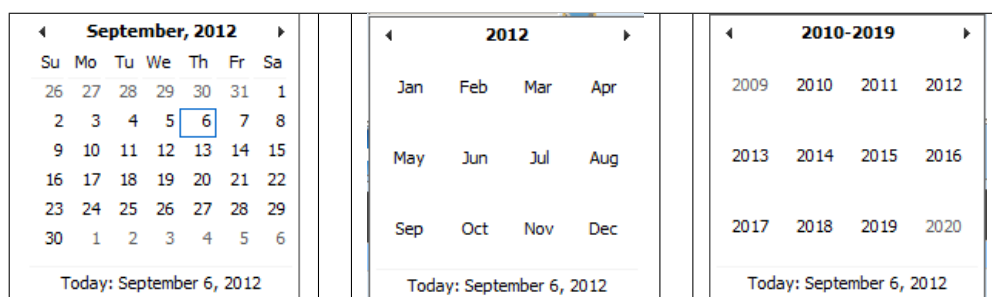 September, 2012
Su Mo Tu We Th Fr Sa
26 27 28 29 30 31 1
2 3 4 5 6 7 8
9 10 11 12 13 14 15
16 17 18 19 20 21 22
23 24 25 26 27 28 29
30 1 2 3 4 5 6
Today: September 6, 2012
2012
Jan Feb Mar Apr
May Jun Jul Aug
Sep Oct Nov Dec
Today: September 6, 2012
2010-2019
2009 2010 2011 2012
2013 2014 2015 2016
2017 2018 2019 2020
Today: September 6, 2012